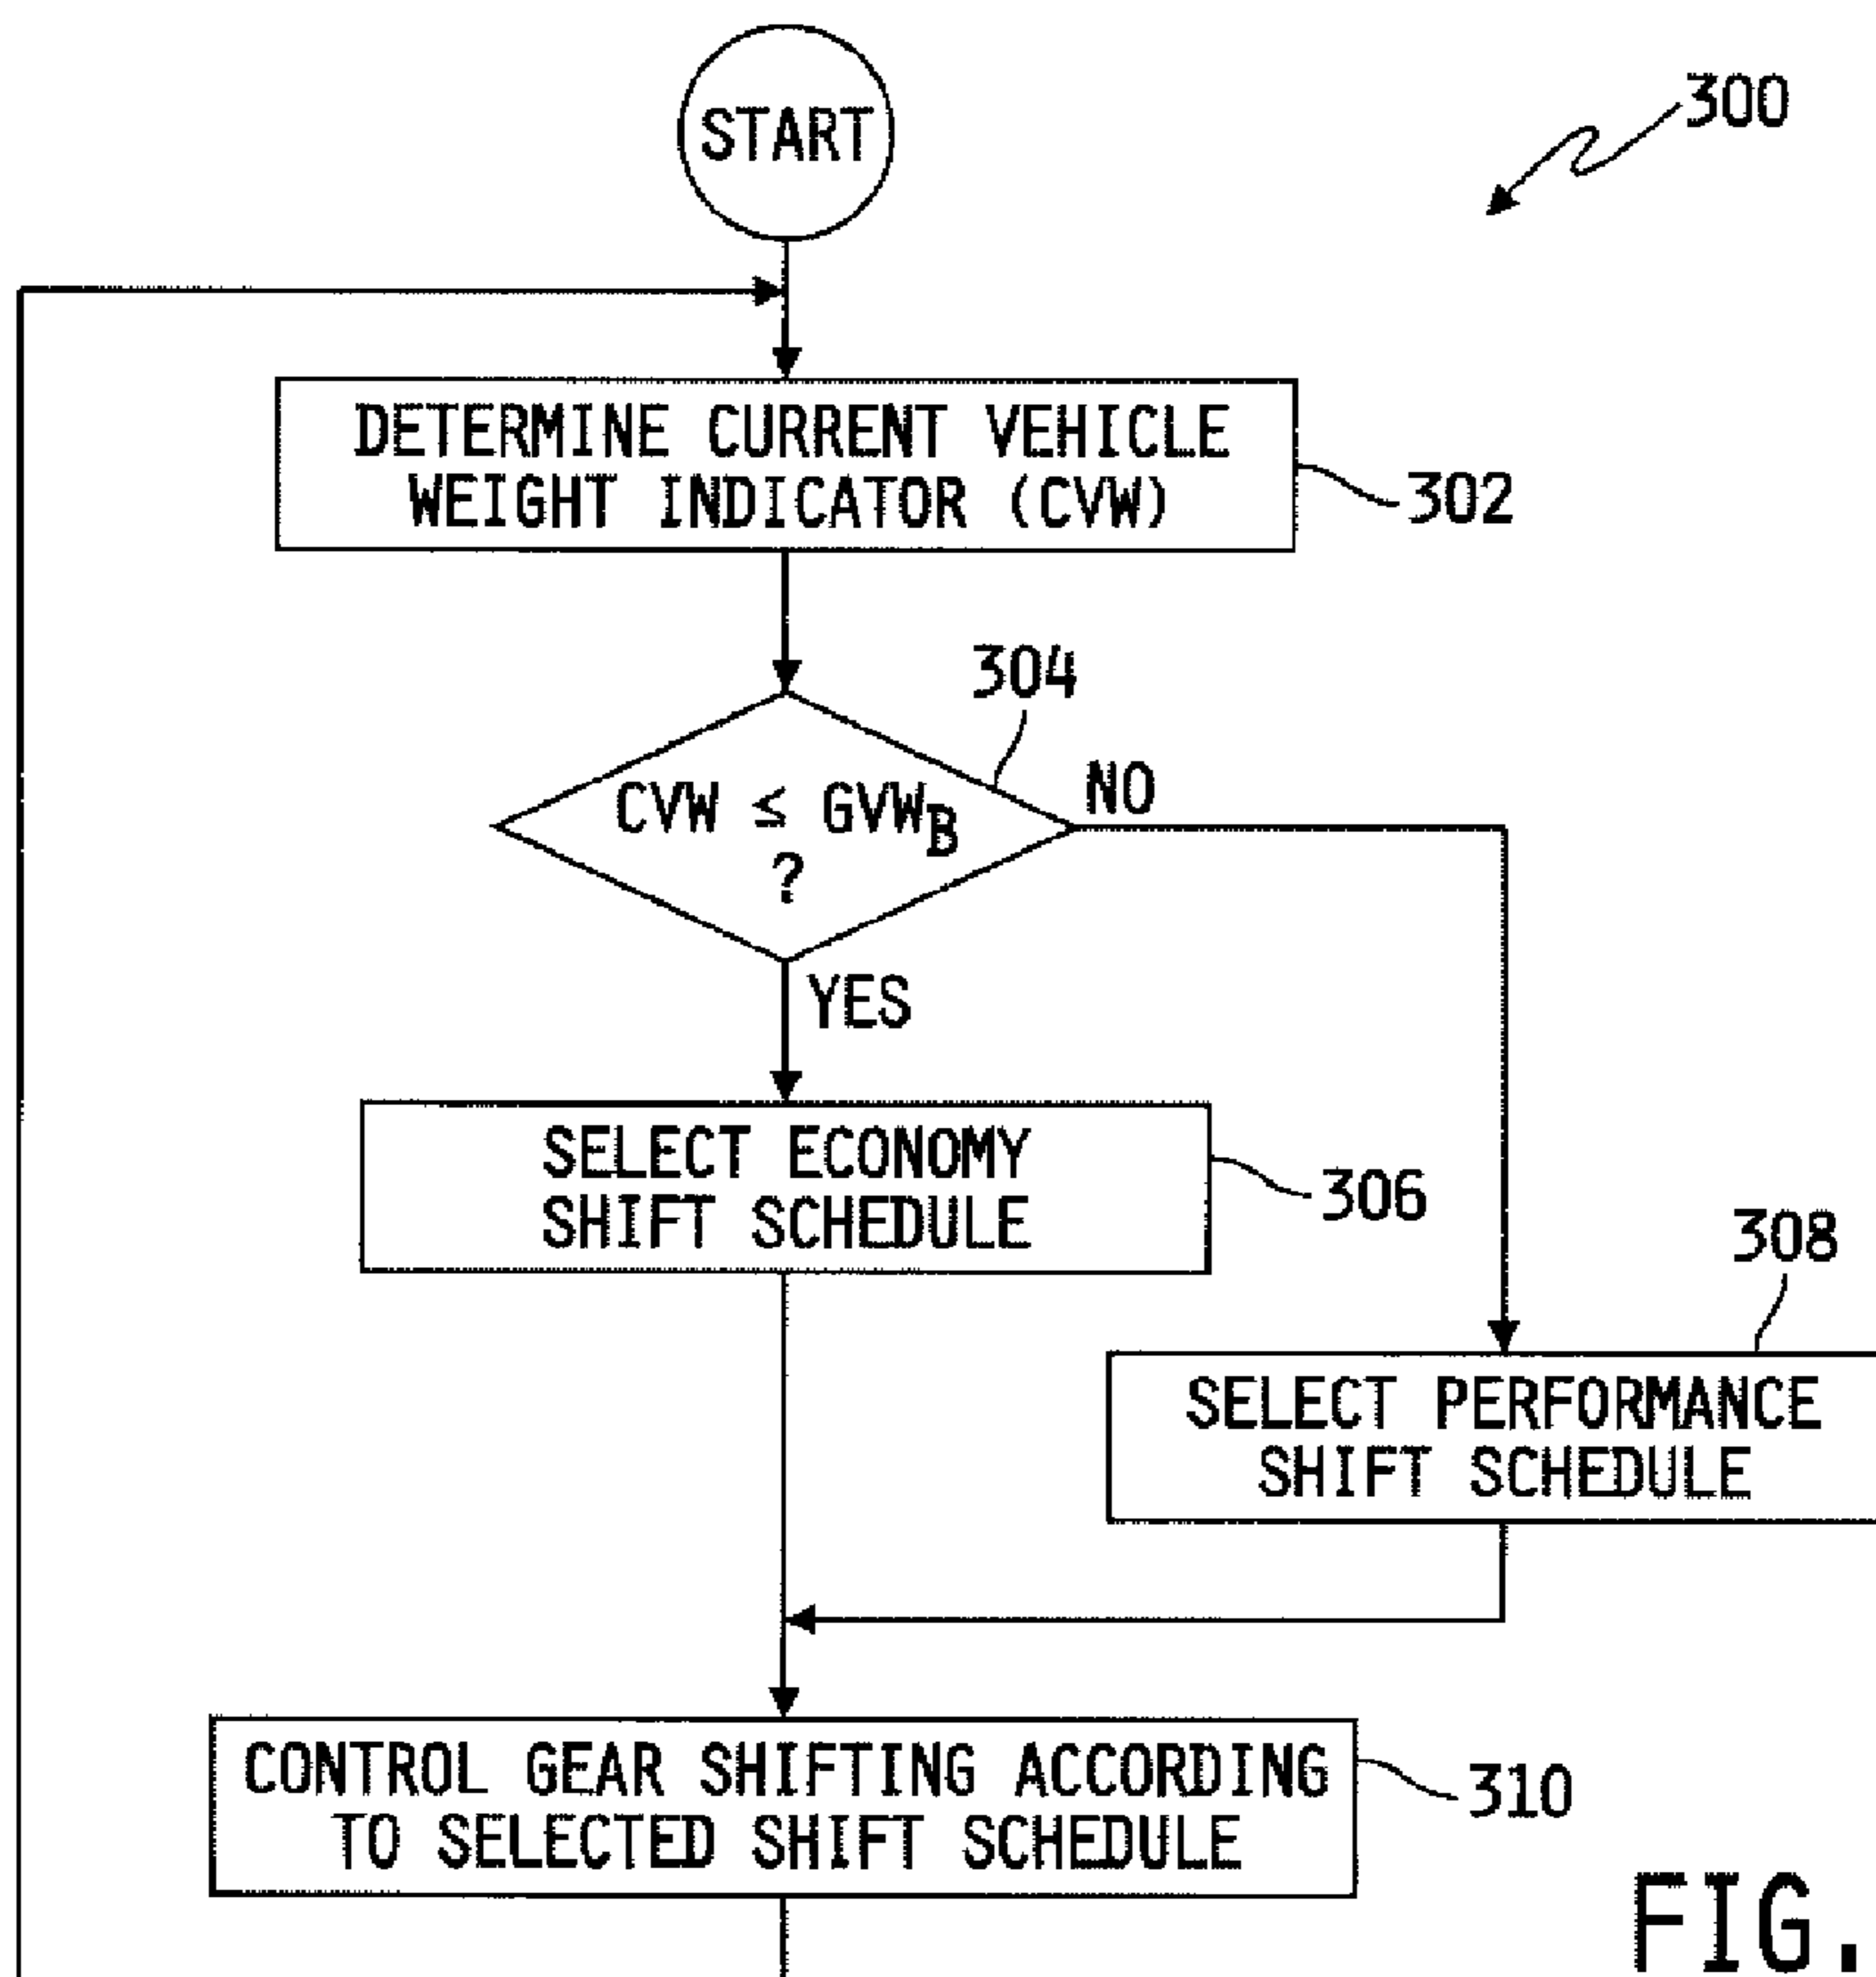 START
300
DETERMINE CURRENT VEHICLE
WEIGHT INDICATOR (CVW)
302
304
CVW ≤ GVW_B
?
NO
YES
SELECT ECONOMY
SHIFT SCHEDULE
306
308
SELECT PERFORMANCE
SHIFT SCHEDULE
CONTROL GEAR SHIFTING ACCORDING
TO SELECTED SHIFT SCHEDULE
310
FIG.